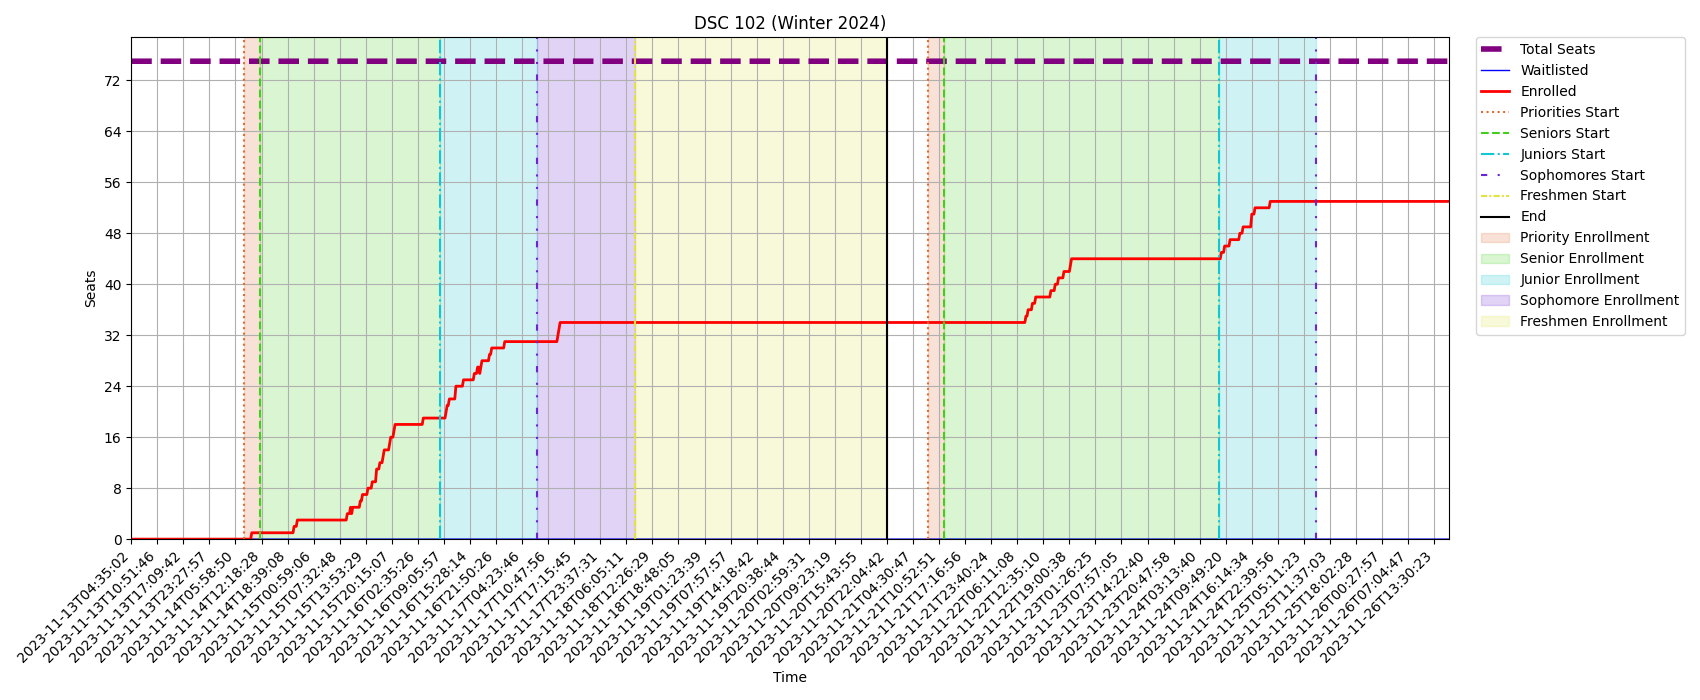 DSC 102 (Winter 2024)
Seats
72
64
56
48
40
32
24
16
8
0
2023-11-13T04:35:02
2023-11-13T10:51:46
2023-11-13T17:09:42
2023-11-13T23:27:57
2023-11-14T05:58:50
2023-11-14T12:18:28
2023-11-14T18:39:08
2023-11-15T00:59:06
2023-11-15T07:32:48
2023-11-15T13:53:29
2023-11-15T20:15:07
2023-11-16T02:35:26
2023-11-16T09:05:57
2023-11-16T15:28:14
2023-11-16T21:50:26
2023-11-17T04:23:46
2023-11-17T10:47:56
2023-11-17T17:15:45
2023-11-17T23:37:31
2023-11-18T06:05:11
2023-11-18T12:26:29
2023-11-18T18:48:05
2023-11-19T01:23:39
2023-11-19T07:57:57
2023-11-19T14:18:42
2023-11-19T20:38:44
2023-11-20T02:59:31
2023-11-20T09:23:19
2023-11-20T15:43:55
2023-11-20T22:04:42
2023-11-21T04:30:47
2023-11-21T10:52:51
2023-11-21T17:16:56
2023-11-21T23:40:24
2023-11-22T06:11:08
2023-11-22T12:35:10
2023-11-22T19:00:38
2023-11-23T01:26:25
2023-11-23T07:57:05
2023-11-23T14:22:40
2023-11-23T20:47:58
2023-11-24T03:13:40
2023-11-24T09:49:20
2023-11-24T16:14:34
2023-11-24T22:39:56
2023-11-25T05:11:23
2023-11-25T11:37:03
2023-11-25T18:02:28
2023-11-26T00:27:57
2023-11-26T07:04:47
2023-11-26T13:30:23
Time
Total Seats
Waitlisted
Enrolled
Priorities Start
Seniors Start
Juniors Start
Sophomores Start
Freshmen Start
End
Priority Enrollment
Senior Enrollment
Junior Enrollment
Sophomore Enrollment
Freshmen Enrollment